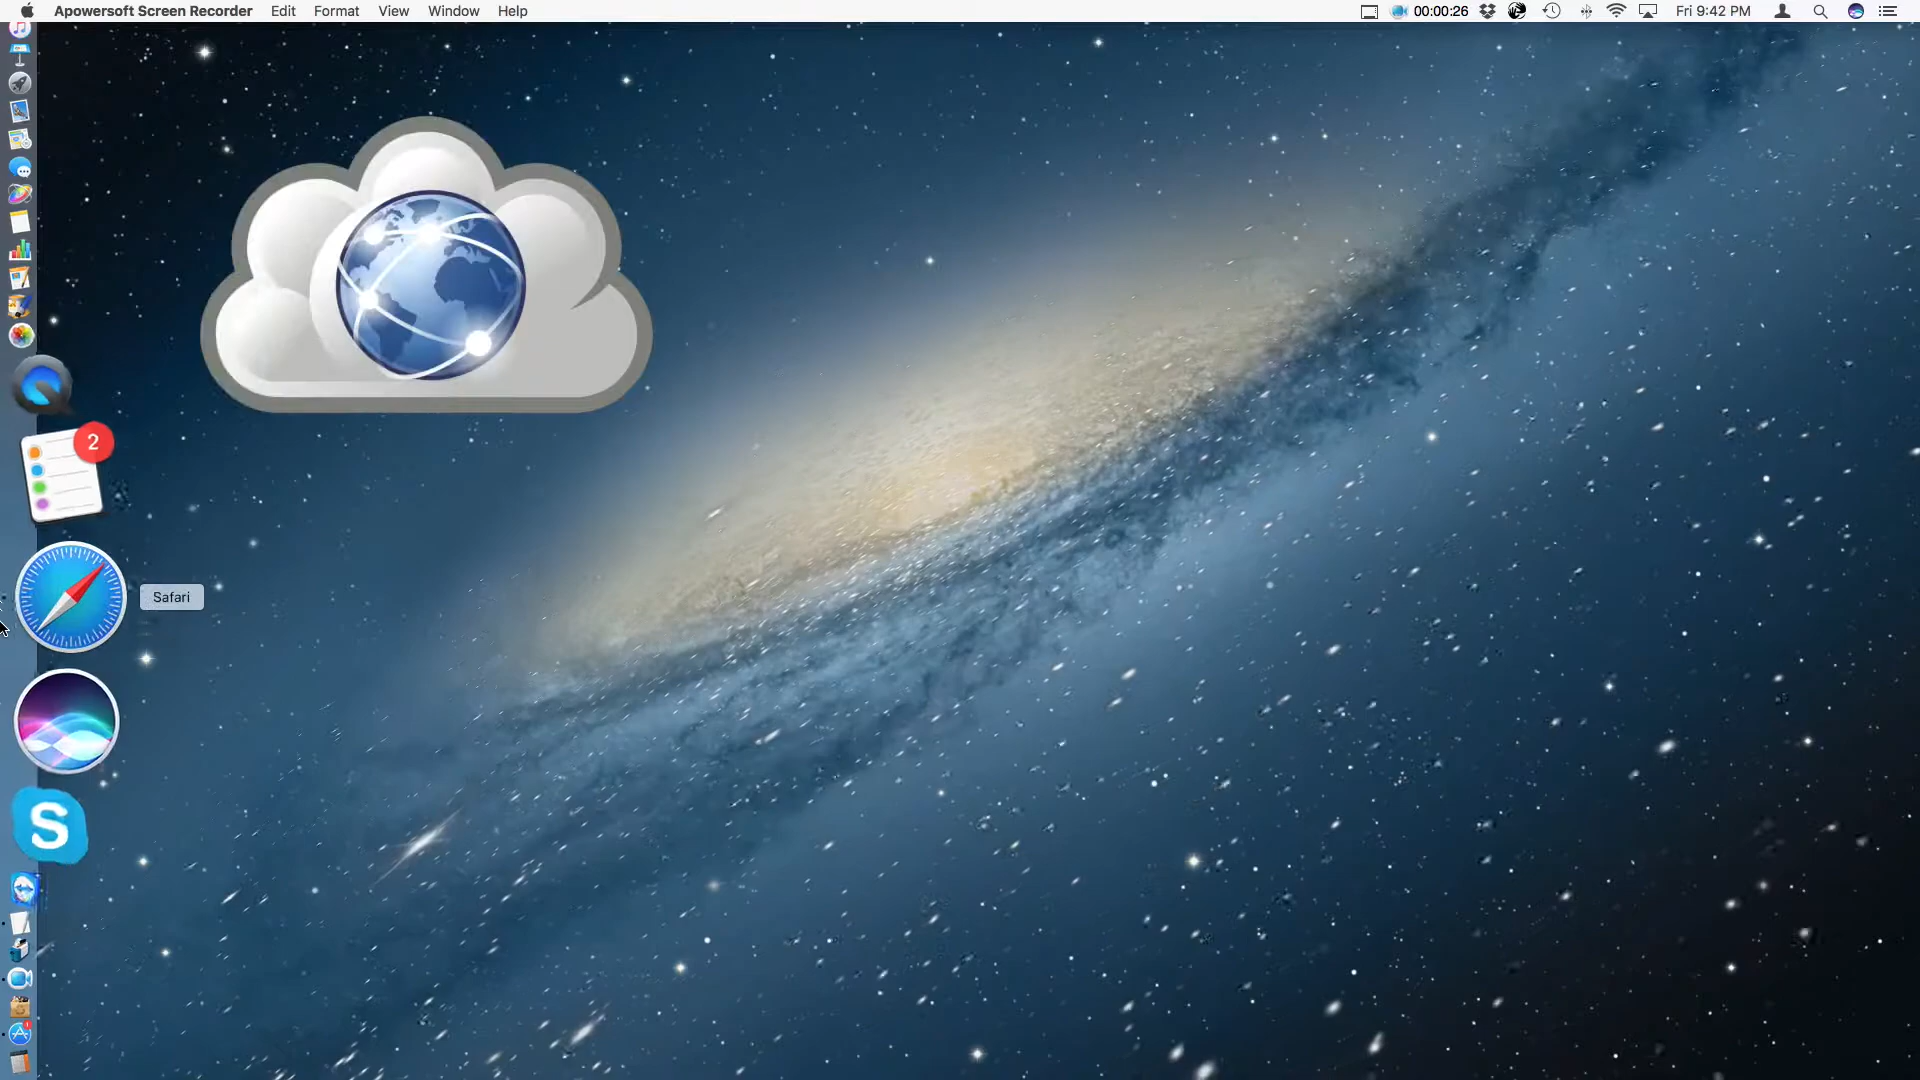 Apowersoft Screen Recorder Edit Format View Window Help 00:00:26 Fri 9:42 PM
2
Safari
S